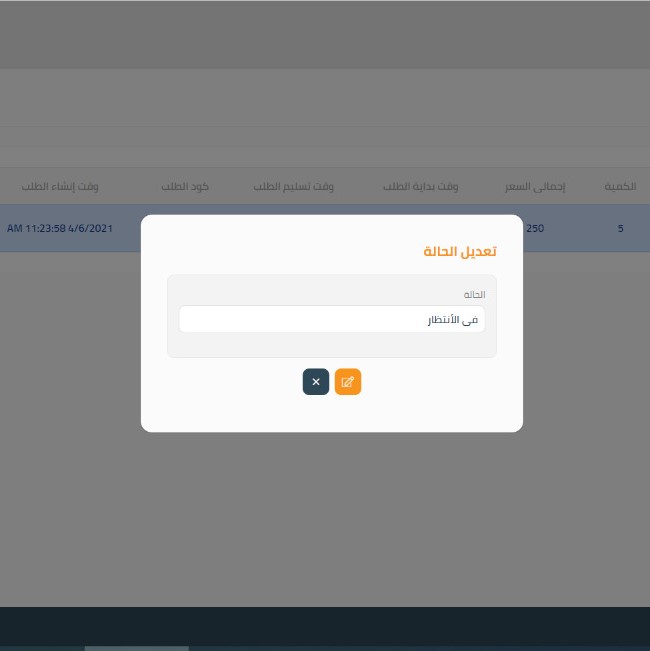 الكمية إجمالى السعر وقت بداية الطلب وقت تسليم الطلب كود الطلب وقت إنشاء الطلب
5 250 4/6/2021 11:23:58 AM
تعديل الحالة
الحالة
فى الأنتظار